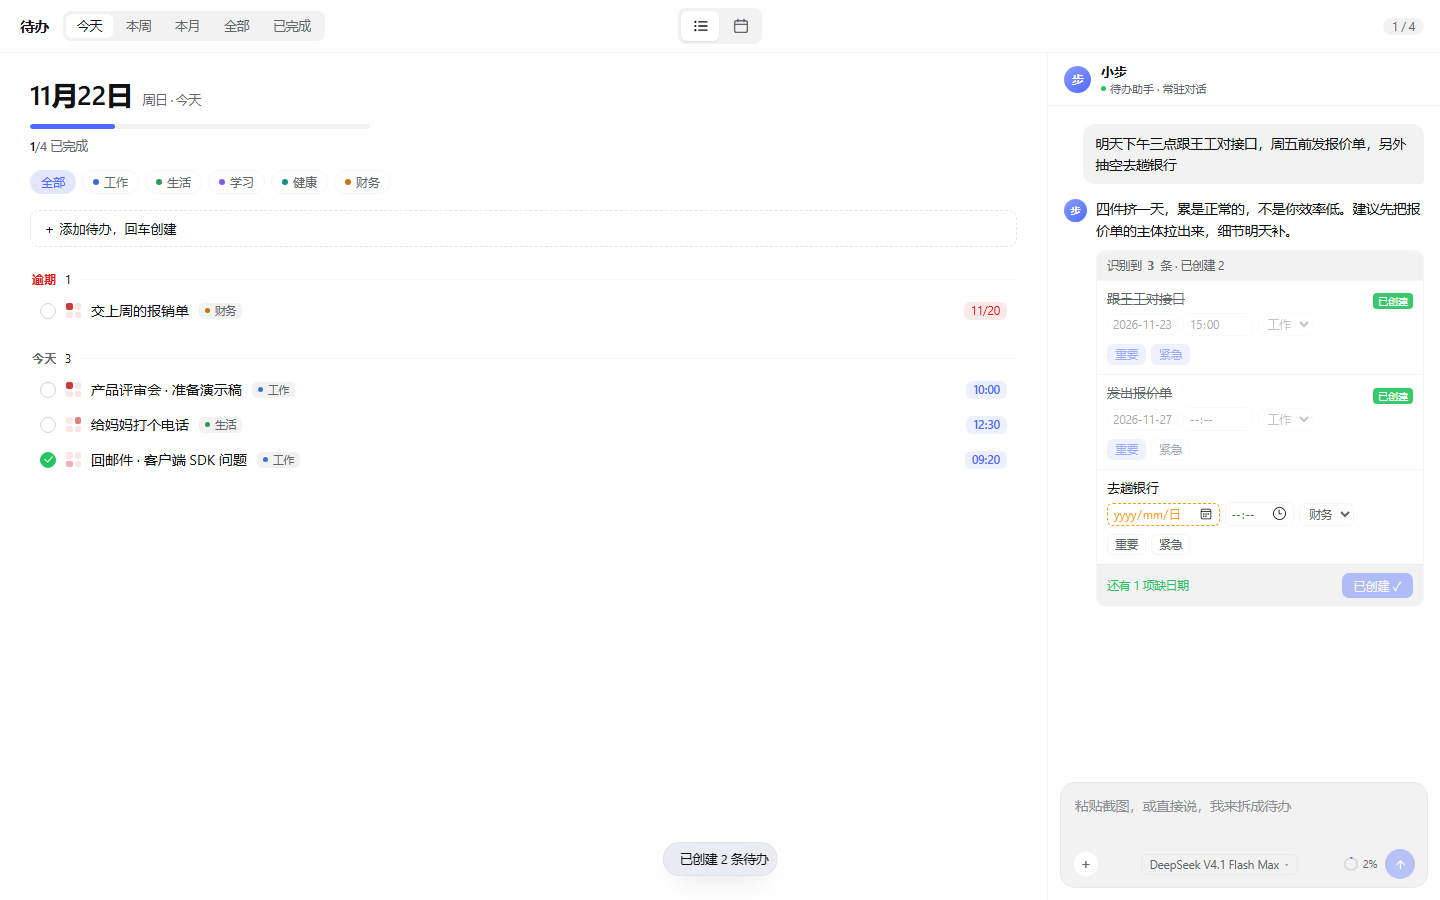 待办 今天 本周 本月 全部 已完成
1 / 4
11月22日 周日 · 今天
1/4 已完成
全部 工作 生活 学习 健康 财务
+ 添加待办，回车创建
逾期 1
交上周的报销单 财务 11/20
今天 3
产品评审会 · 准备演示稿 工作 10:00
给妈妈打个电话 生活 12:30
回邮件 · 客户端 SDK 问题 工作 09:20
已创建 2 条待办
步 小步
待办助手 · 常驻对话
明天下午三点跟王工对接口，周五前发报价单，另外
抽空去趟银行
步 四件挤一天，累是正常的，不是你效率低。建议先把报
价单的主体拉出来，细节明天补。
识别到 3 条 · 已创建 2
跟王工对接口 已创建
2026-11-23 15:00 工作
重要 紧急
发出报价单 已创建
2026-11-27 --:-- 工作
重要 紧急
去趟银行
yyyy/mm/日 --:-- 财务
重要 紧急
还有 1 项缺日期 已创建 ✓
粘贴截图，或直接说，我来拆成待办
+ DeepSeek V4.1 Flash Max 2%